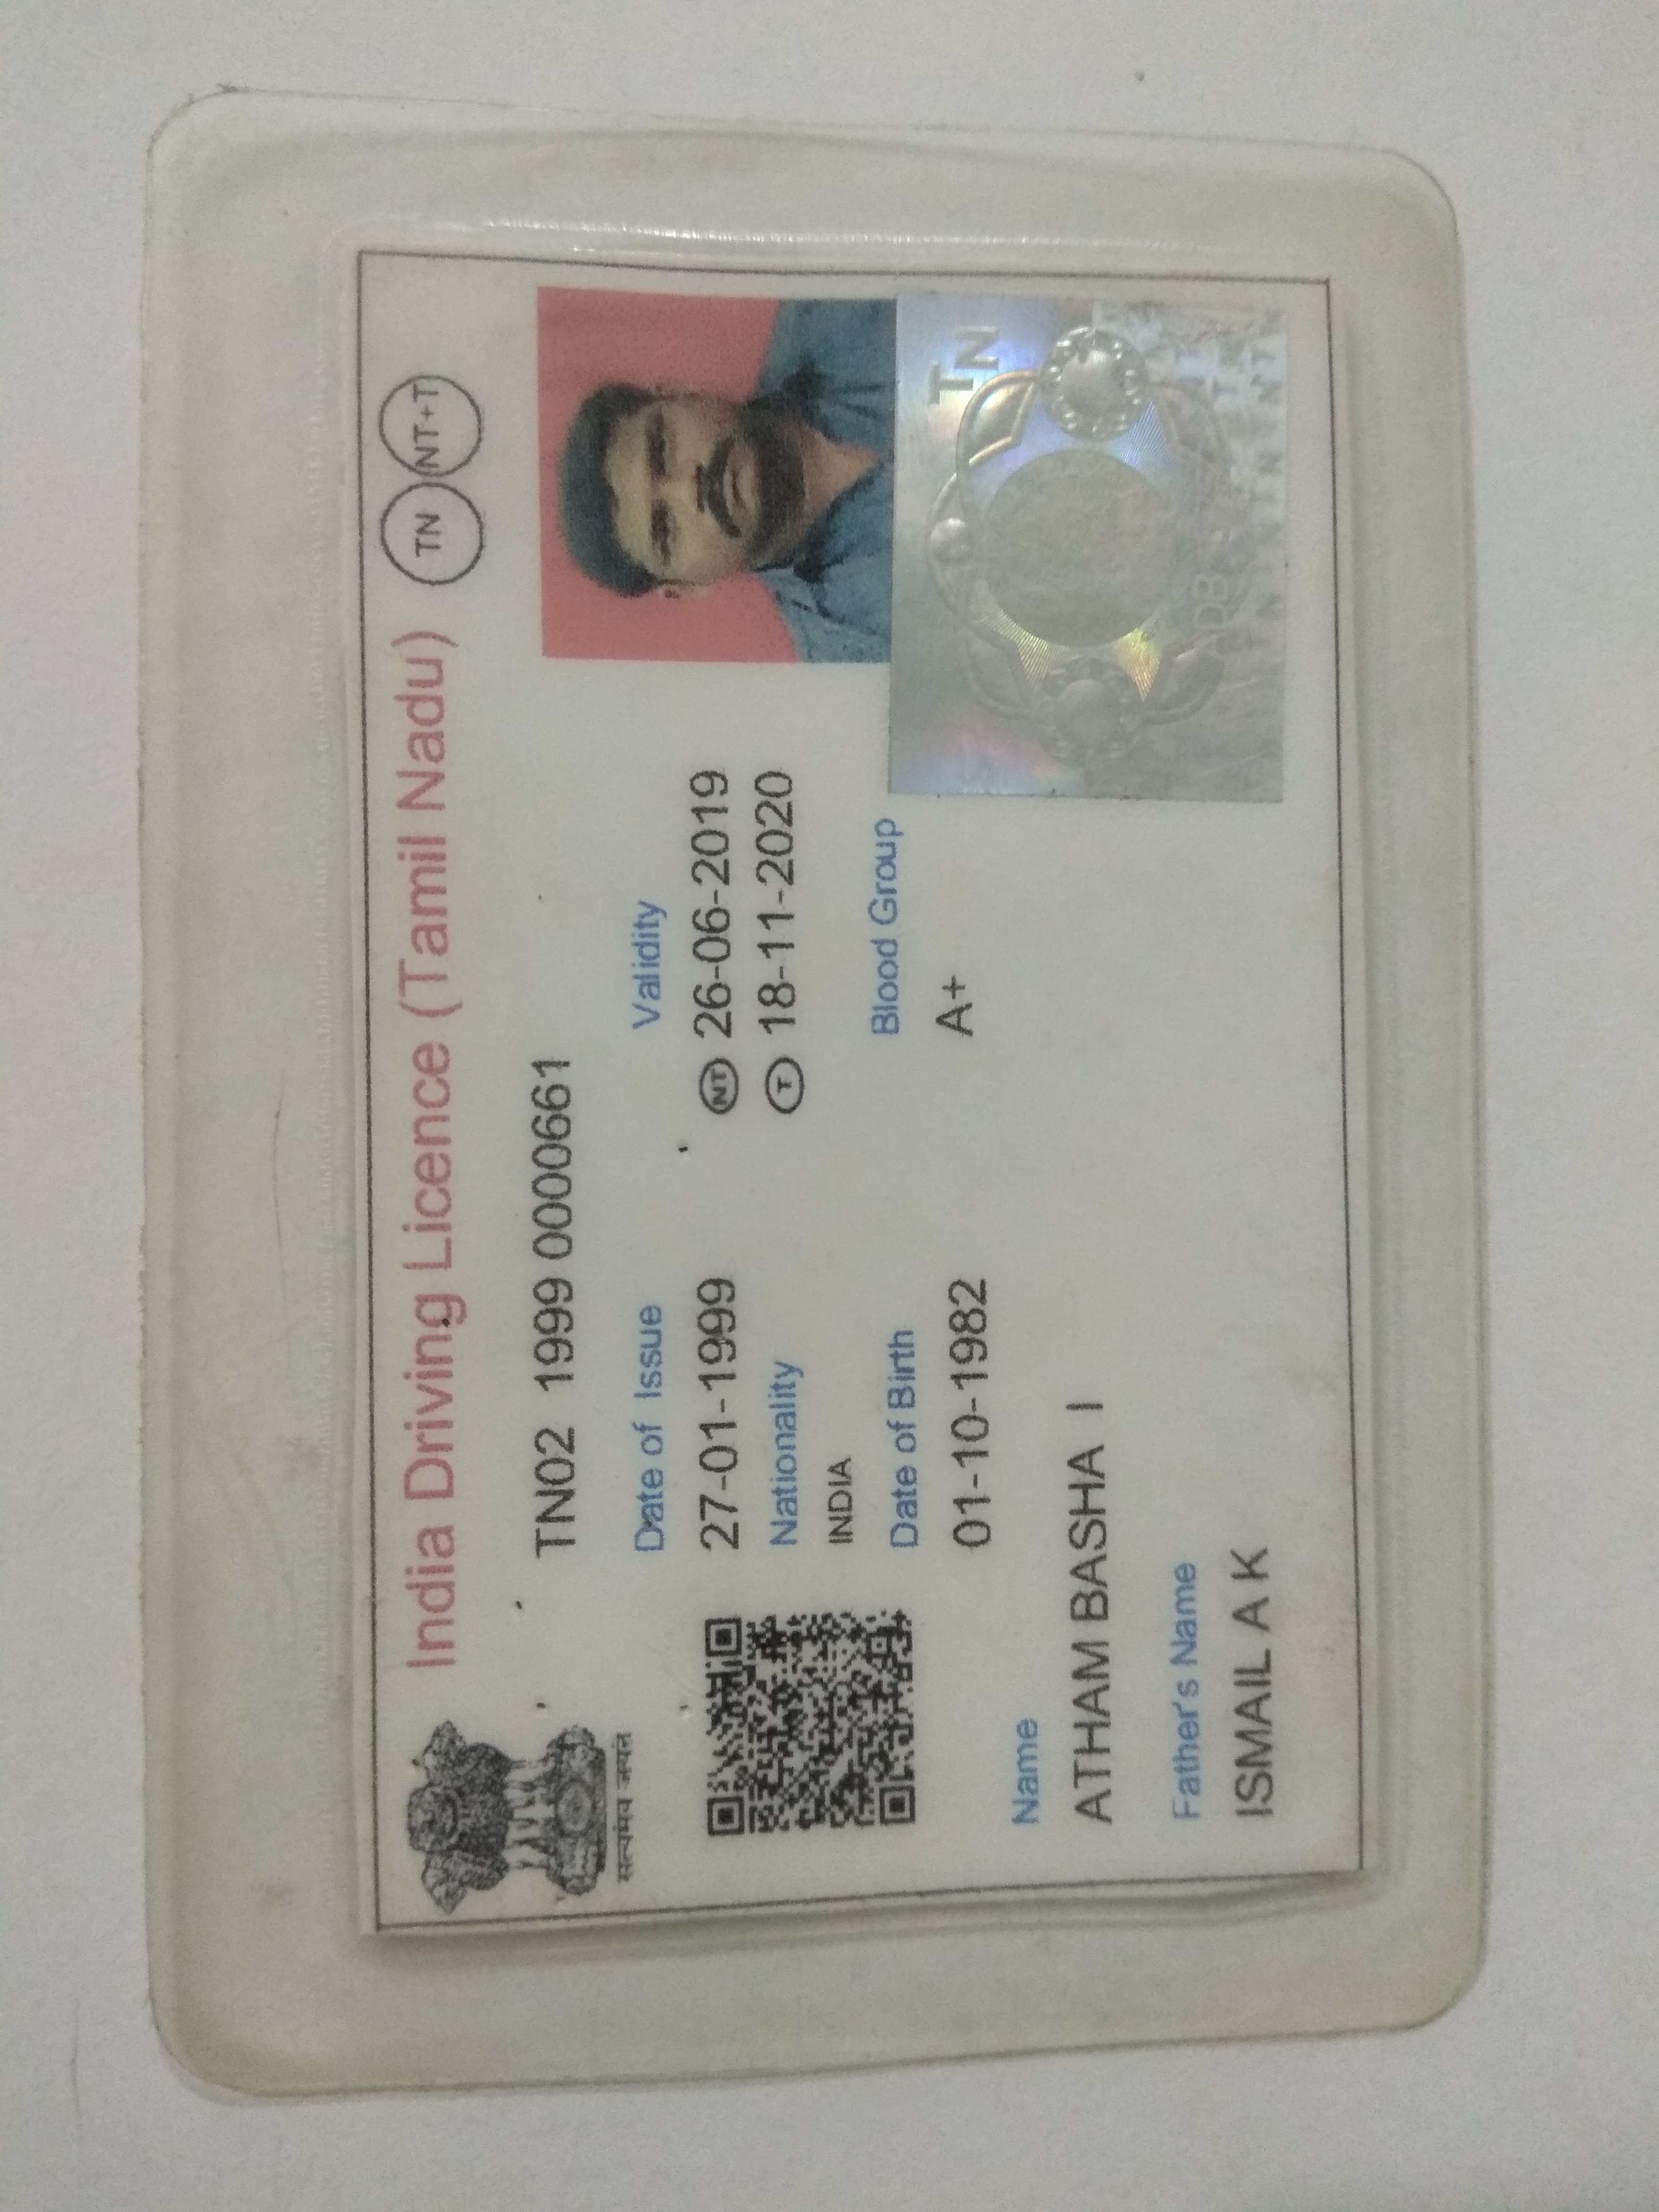 India Driving Licence (Tamil Nadu) TN NT+T
सत्यमेव जयते
TN02 1999 0000661
Date of Issue Validity
27-01-1999 NT 26-06-2019
Nationality T 18-11-2020
INDIA
Date of Birth Blood Group
01-10-1982 A+
Name
ATHAM BASHA I
Father's Name
ISMAIL A K
TN